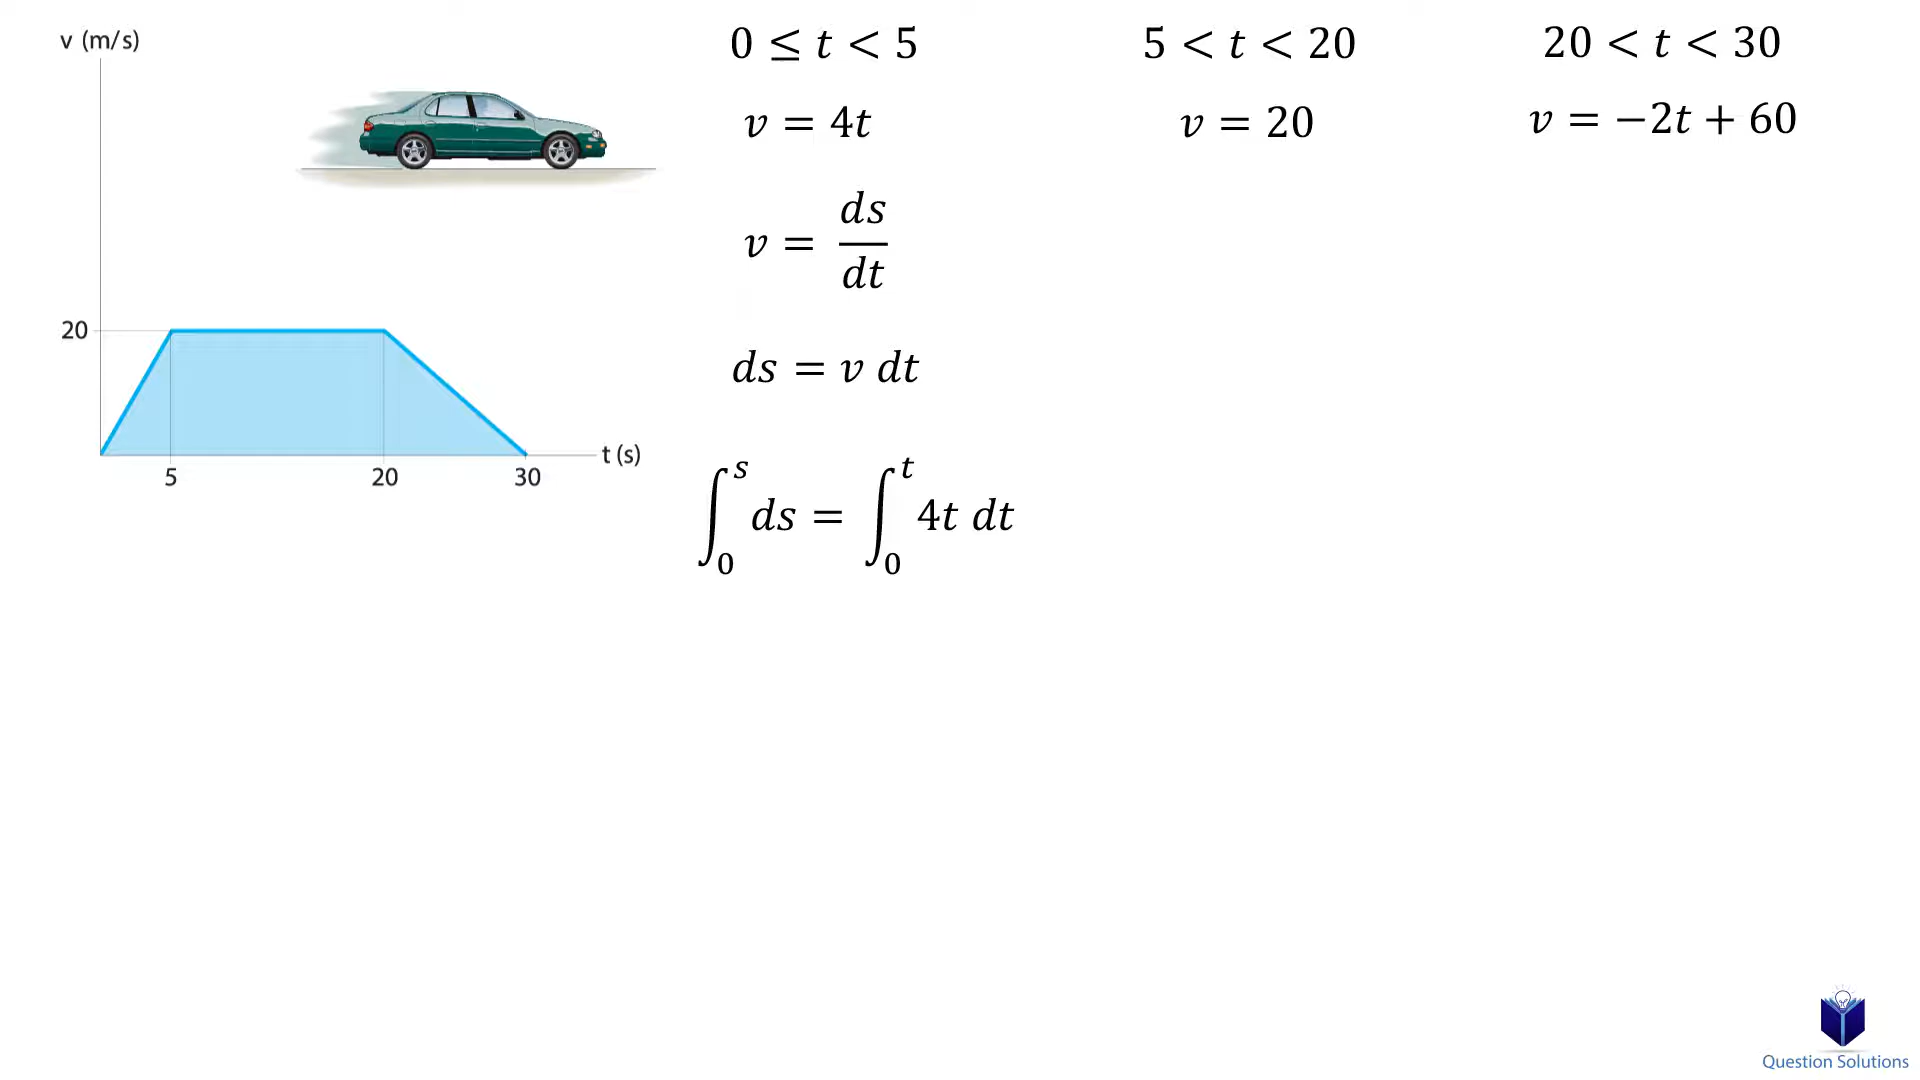 v (m/s)
20
5
20
30
t (s)
0 ≤ t < 5
v = 4t
v = ds/dt
ds = v dt
∫₀ˢ ds = ∫₀ᵗ 4t dt
5 < t < 20
v = 20
20 < t < 30
v = −2t + 60
Question Solutions